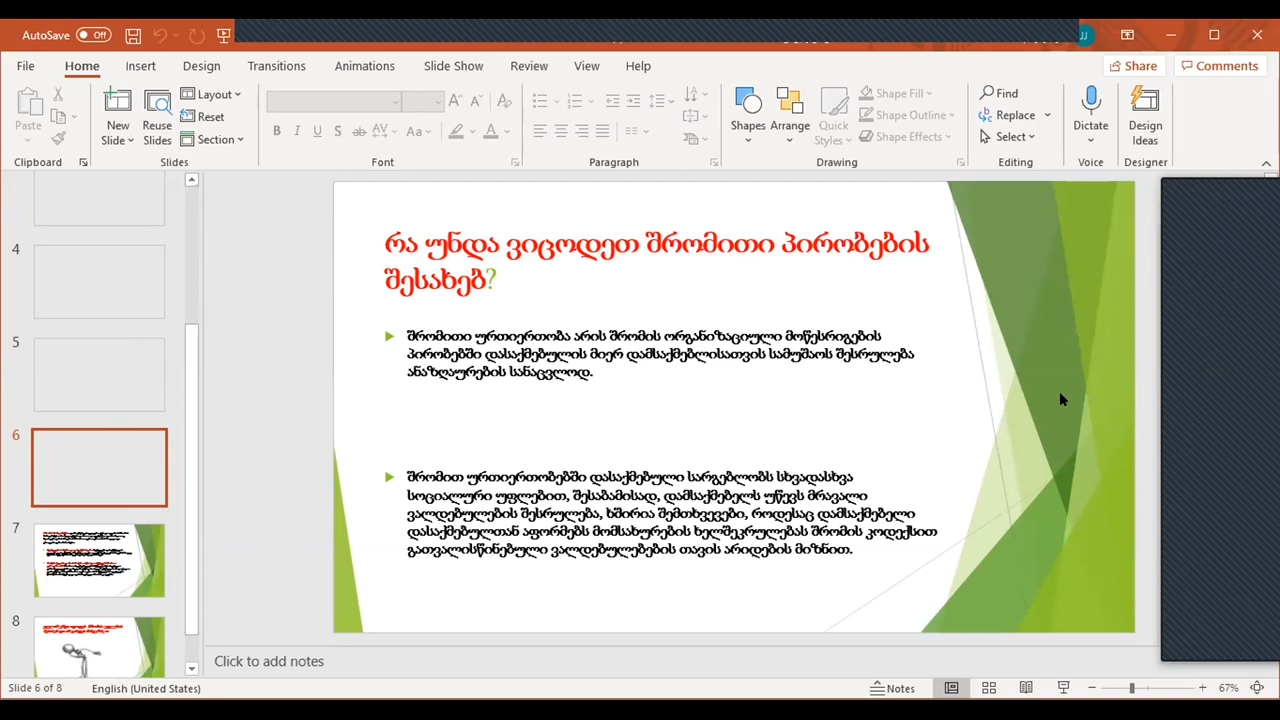 AutoSave Off
JJ
File Home Insert Design Transitions Animations Slide Show Review View Help Share Comments
Paste
New Slide
Reuse Slides
Layout
Reset
Section
B I U S ab AV Aa A
Shapes
Arrange
Quick Styles
Shape Fill
Shape Outline
Shape Effects
Find
Replace
Select
Dictate
Design Ideas
Clipboard Slides Font Paragraph Drawing Editing Voice Designer
4
5
6
7
8
რა უნდა ვიცოდეთ შრომითი პირობების
შესახებ?
შრომითი ურთიერთობა არის შრომის ორგანიზაციული მოწესრიგების
პირობებში დასაქმებულის მიერ დამსაქმებლისათვის სამუშაოს შესრულება
ანაზღაურების სანაცვლოდ.
შრომით ურთიერთობებში დასაქმებული სარგებლობს სხვადასხვა
სოციალური უფლებით, შესაბამისად, დამსაქმებელს უწევს მრავალი
ვალდებულების შესრულება, ხშირია შემთხვევები, როდესაც დამსაქმებელი
დასაქმებულთან აფორმებს მომსახურების ხელშეკრულებას შრომის კოდექსით
გათვალისწინებული ვალდებულებების თავის არიდების მიზნით.
Click to add notes
Slide 6 of 8 English (United States) Notes 67%